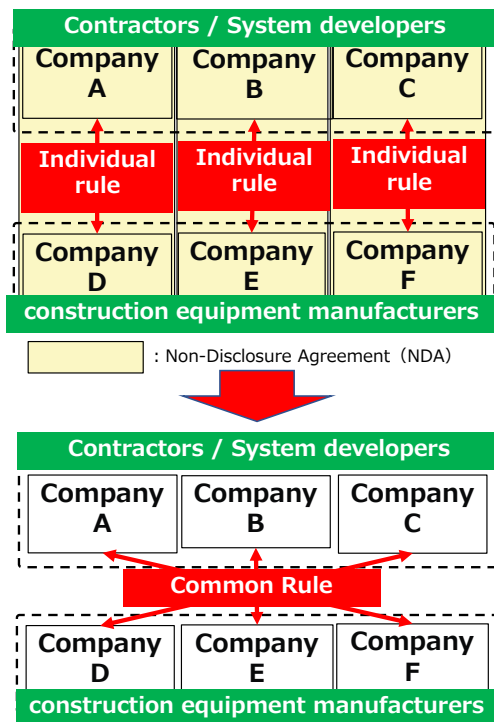 Contractors / System developers
Company
A
Company
B
Company
C
Individual
rule
Individual
rule
Individual
rule
Company
D
Company
E
Company
F
construction equipment manufacturers
: Non-Disclosure Agreement（NDA）
Contractors / System developers
Company
A
Company
B
Company
C
Common Rule
Company
D
Company
E
Company
F
construction equipment manufacturers